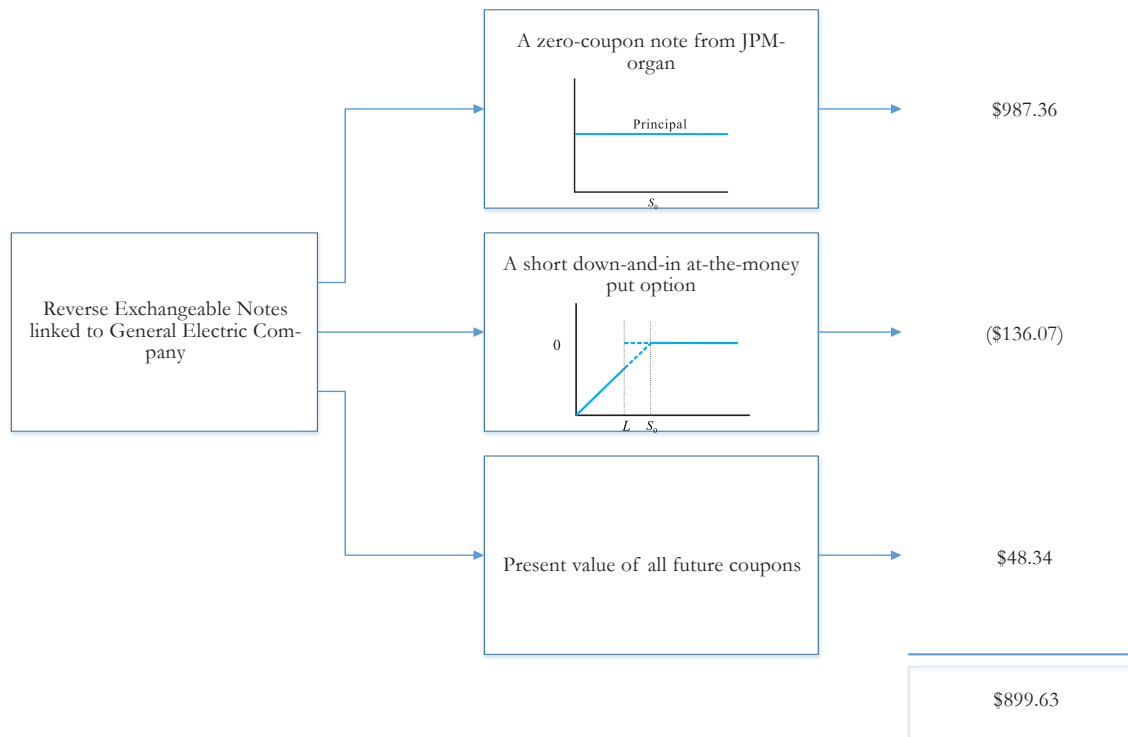 A zero-coupon note from JPM-
organ
Principal
S₀
$987.36
Reverse Exchangeable Notes
linked to General Electric Com-
pany
A short down-and-in at-the-money
put option
0
L S₀
($136.07)
Present value of all future coupons
$48.34
$899.63